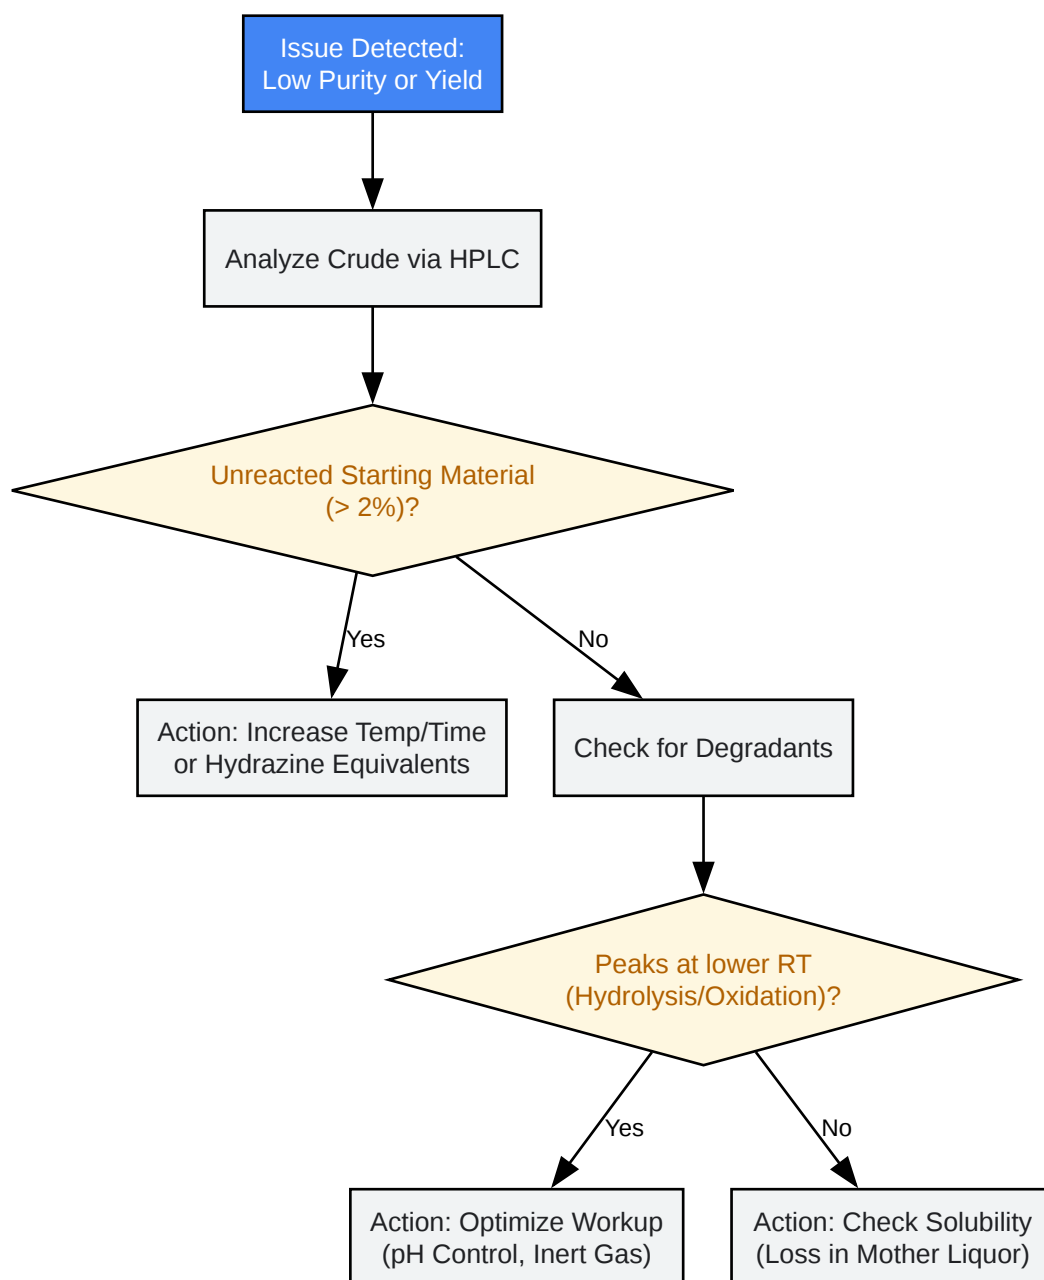 Issue Detected:
Low Purity or Yield
Analyze Crude via HPLC
Unreacted Starting Material
(> 2%)?
Yes
No
Action: Increase Temp/Time
or Hydrazine Equivalents
Check for Degradants
Peaks at lower RT
(Hydrolysis/Oxidation)?
Yes
No
Action: Optimize Workup
(pH Control, Inert Gas)
Action: Check Solubility
(Loss in Mother Liquor)